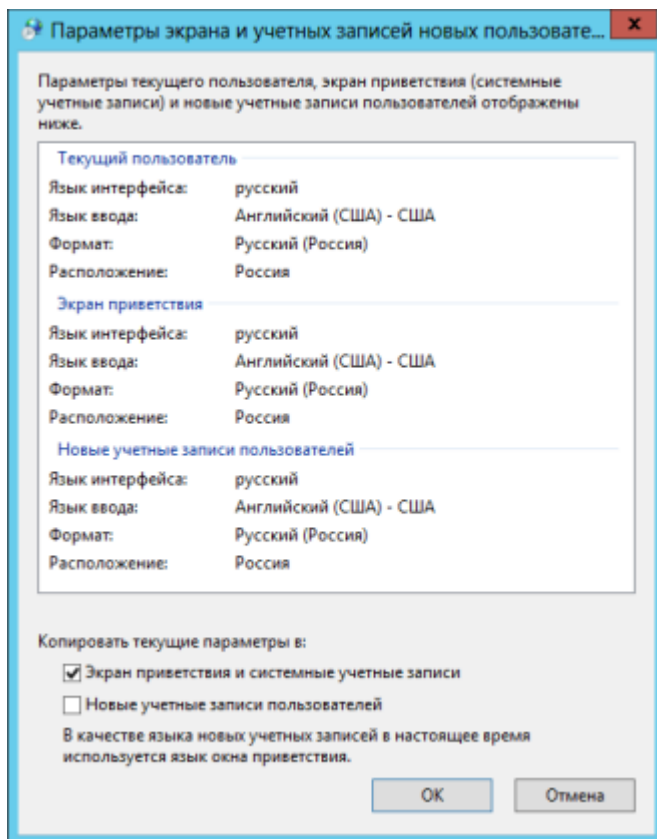 Параметры экрана и учетных записей новых пользовате...
Параметры текущего пользователя, экран приветствия (системные
учетные записи) и новые учетные записи пользователей отображены
ниже.
Текущий пользователь
Язык интерфейса: русский
Язык ввода: Английский (США) - США
Формат: Русский (Россия)
Расположение: Россия
Экран приветствия
Язык интерфейса: русский
Язык ввода: Английский (США) - США
Формат: Русский (Россия)
Расположение: Россия
Новые учетные записи пользователей
Язык интерфейса: русский
Язык ввода: Английский (США) - США
Формат: Русский (Россия)
Расположение: Россия
Копировать текущие параметры в:
Экран приветствия и системные учетные записи
Новые учетные записи пользователей
В качестве языка новых учетных записей в настоящее время
используется язык окна приветствия.
ОК Отмена